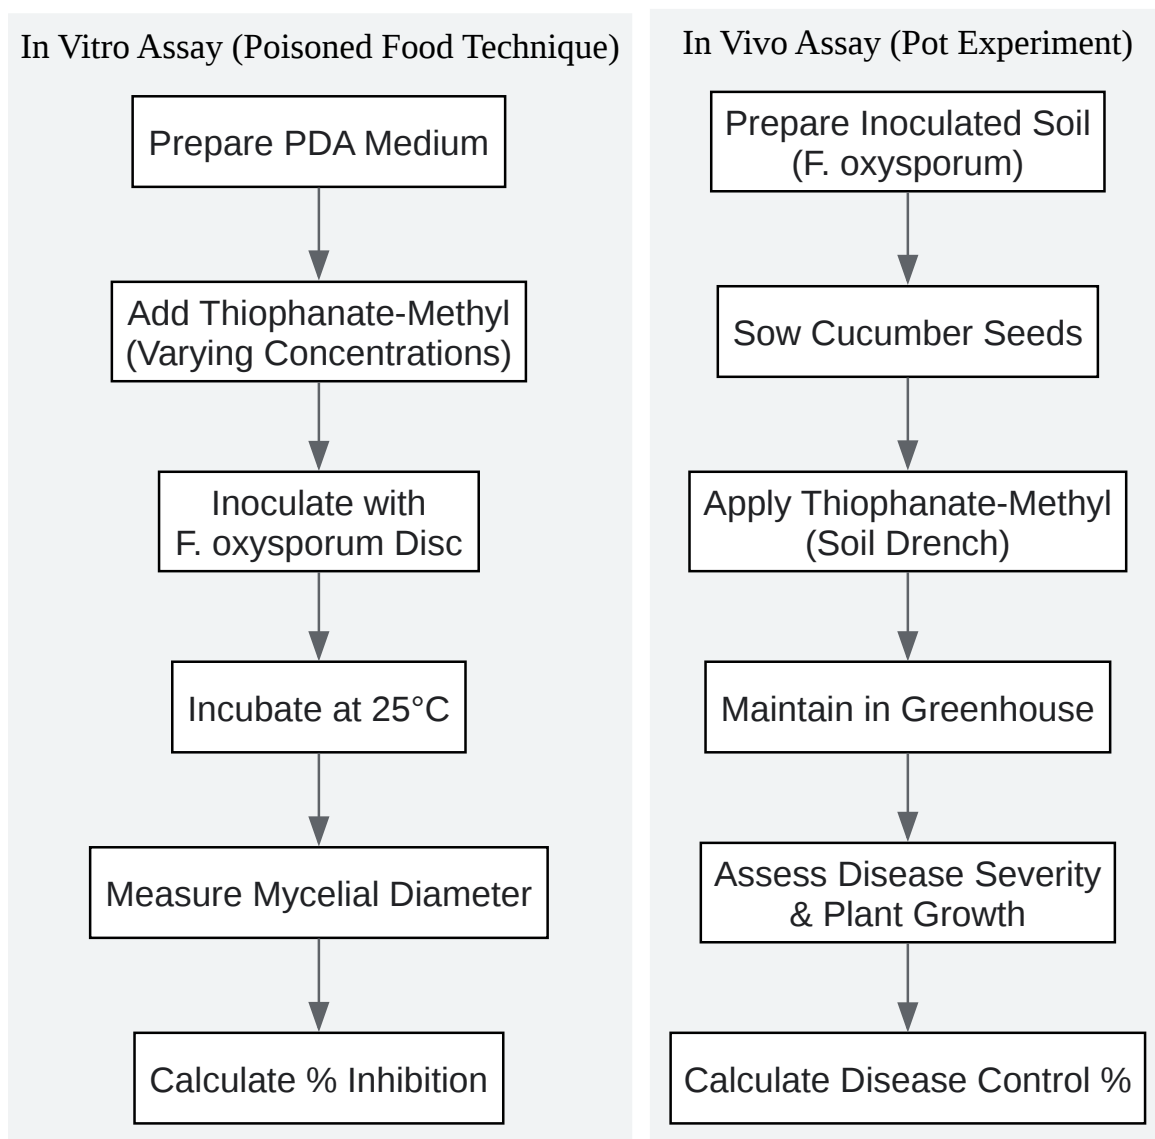 In Vitro Assay (Poisoned Food Technique)
Prepare PDA Medium
Add Thiophanate-Methyl
(Varying Concentrations)
Inoculate with
F. oxysporum Disc
Incubate at 25°C
Measure Mycelial Diameter
Calculate % Inhibition
In Vivo Assay (Pot Experiment)
Prepare Inoculated Soil
(F. oxysporum)
Sow Cucumber Seeds
Apply Thiophanate-Methyl
(Soil Drench)
Maintain in Greenhouse
Assess Disease Severity
& Plant Growth
Calculate Disease Control %